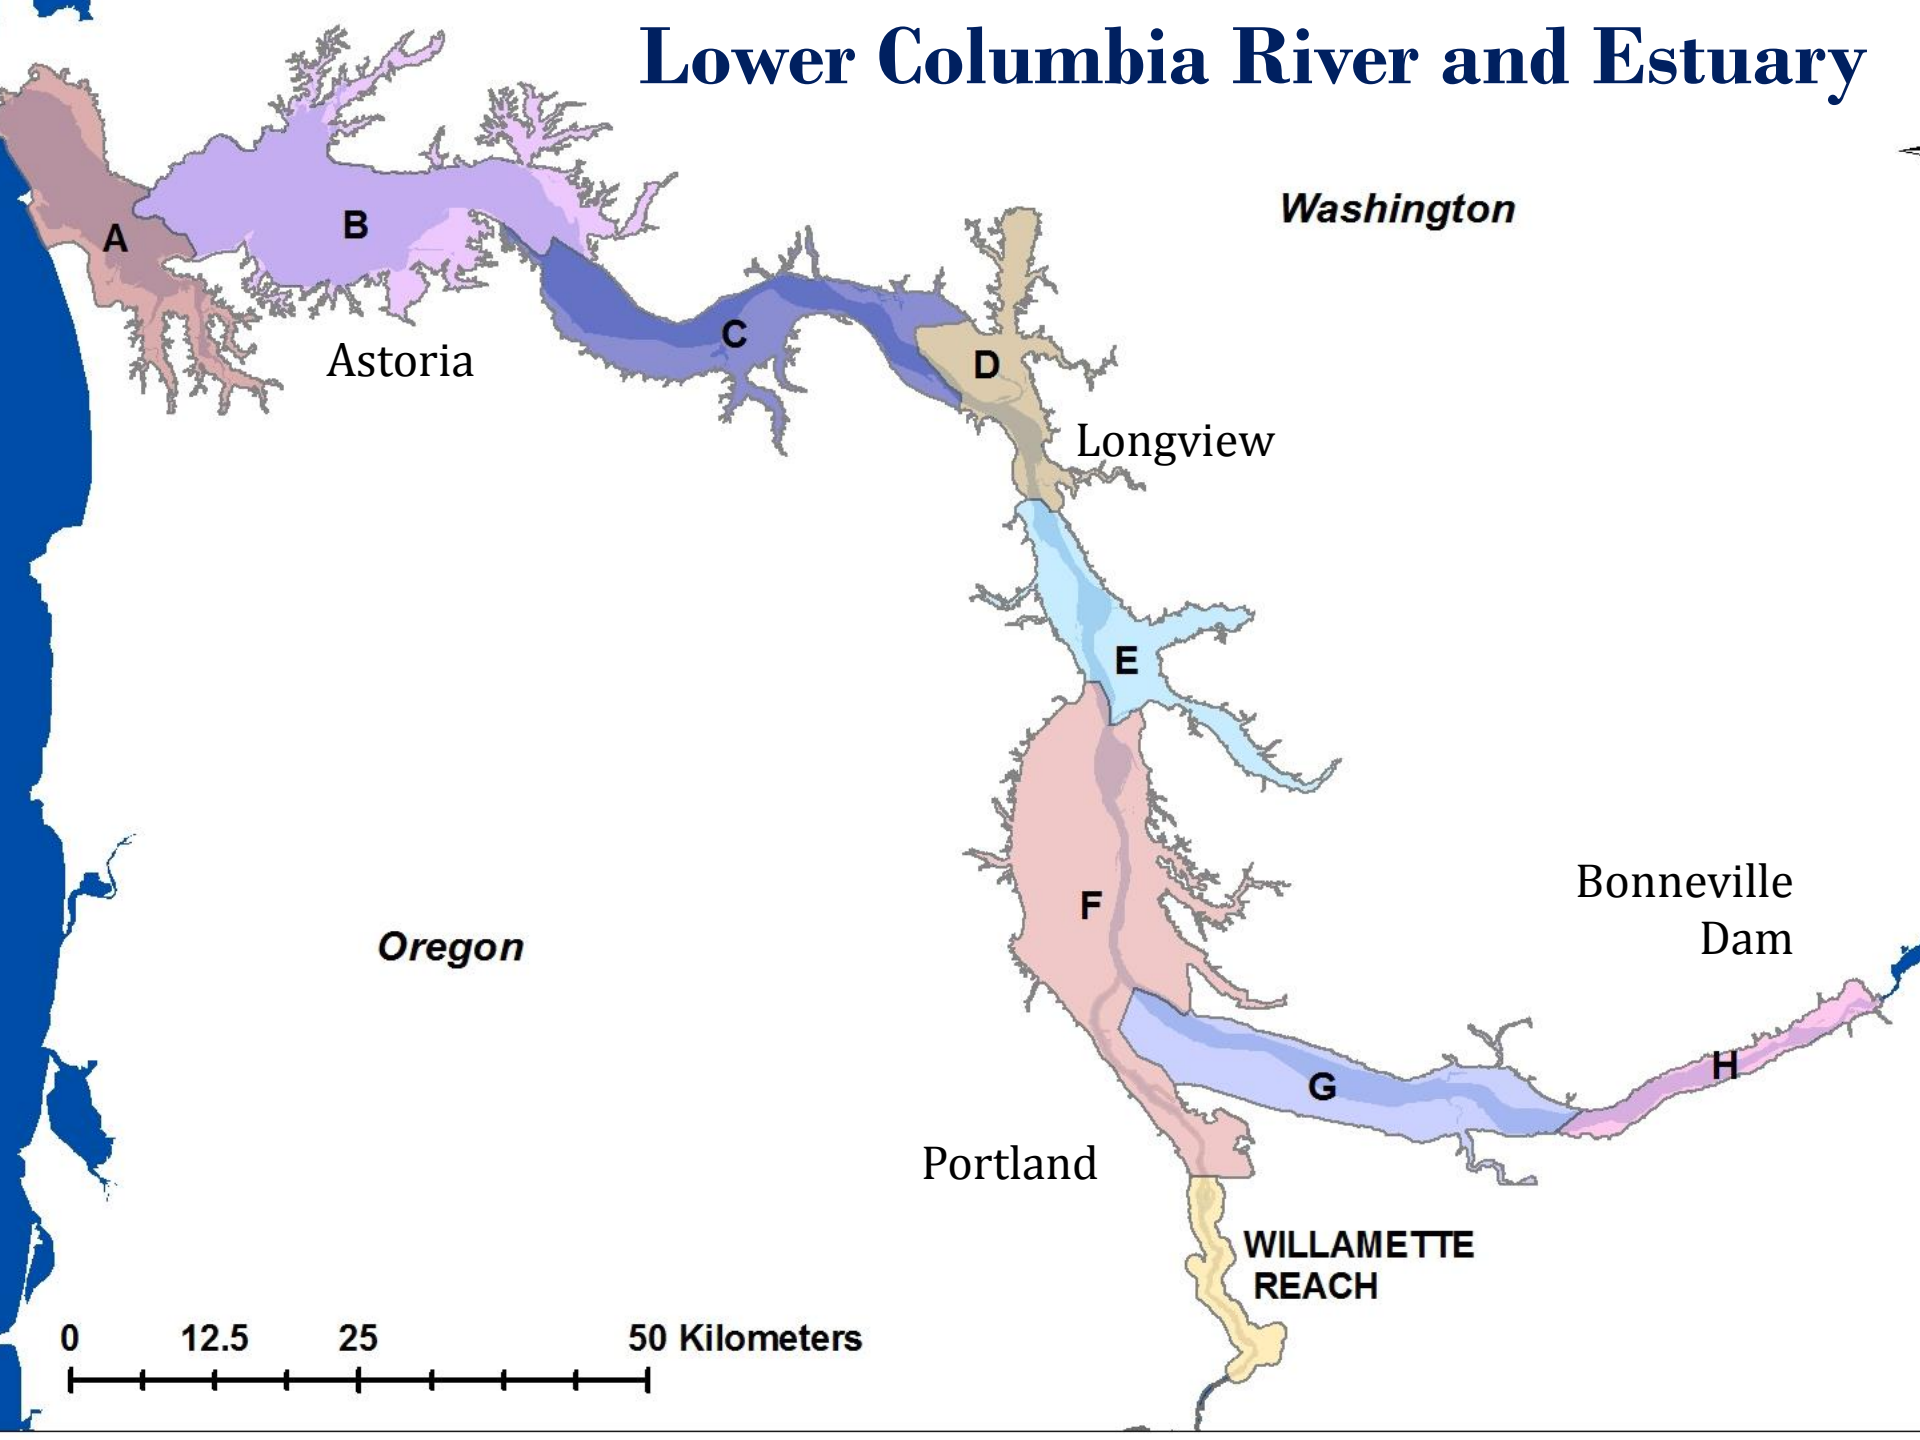 Lower Columbia River and Estuary
Washington
A
B
C
D
Astoria
Longview
E
F
Oregon
Bonneville
Dam
G
H
Portland
WILLAMETTE
REACH
0 12.5 25 50 Kilometers